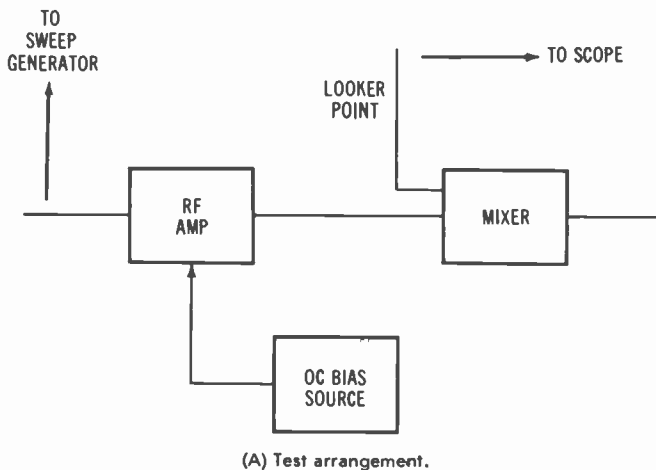 TO
SWEEP
GENERATOR
TO SCOPE
LOOKER
POINT
RF
AMP
MIXER
OC BIAS
SOURCE
(A) Test arrangement.